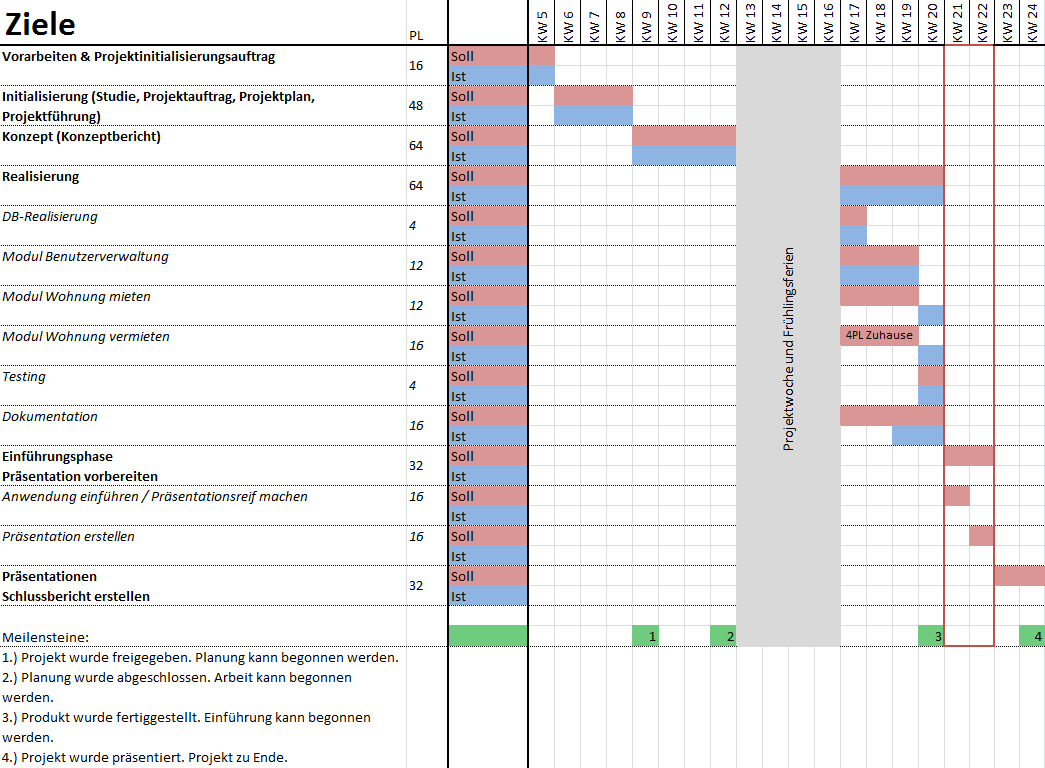 Ziele
PL
KW 5
KW 6
KW 7
KW 8
KW 9
KW 10
KW 11
KW 12
KW 13
KW 14
KW 15
KW 16
KW 17
KW 18
KW 19
KW 20
KW 21
KW 22
KW 23
KW 24
Vorarbeiten & Projektinitialisierungsauftrag
16
Soll
Ist
Initialisierung (Studie, Projektauftrag, Projektplan,
Projektführung)
48
Soll
Ist
Konzept (Konzeptbericht)
64
Soll
Ist
Realisierung
64
Soll
Ist
DB-Realisierung
4
Soll
Ist
Modul Benutzerverwaltung
12
Soll
Ist
Modul Wohnung mieten
12
Soll
Ist
Modul Wohnung vermieten
16
Soll
4PL Zuhause
Ist
Testing
4
Soll
Ist
Dokumentation
16
Soll
Ist
Einführungsphase
Präsentation vorbereiten
32
Soll
Ist
Anwendung einführen / Präsentationsreif machen
16
Soll
Ist
Präsentation erstellen
16
Soll
Ist
Präsentationen
Schlussbericht erstellen
32
Soll
Ist
Projektwoche und Frühlingsferien
Meilensteine:
1
2
3
4
1.) Projekt wurde freigegeben. Planung kann begonnen werden.
2.) Planung wurde abgeschlossen. Arbeit kann begonnen
werden.
3.) Produkt wurde fertiggestellt. Einführung kann begonnen
werden.
4.) Projekt wurde präsentiert. Projekt zu Ende.